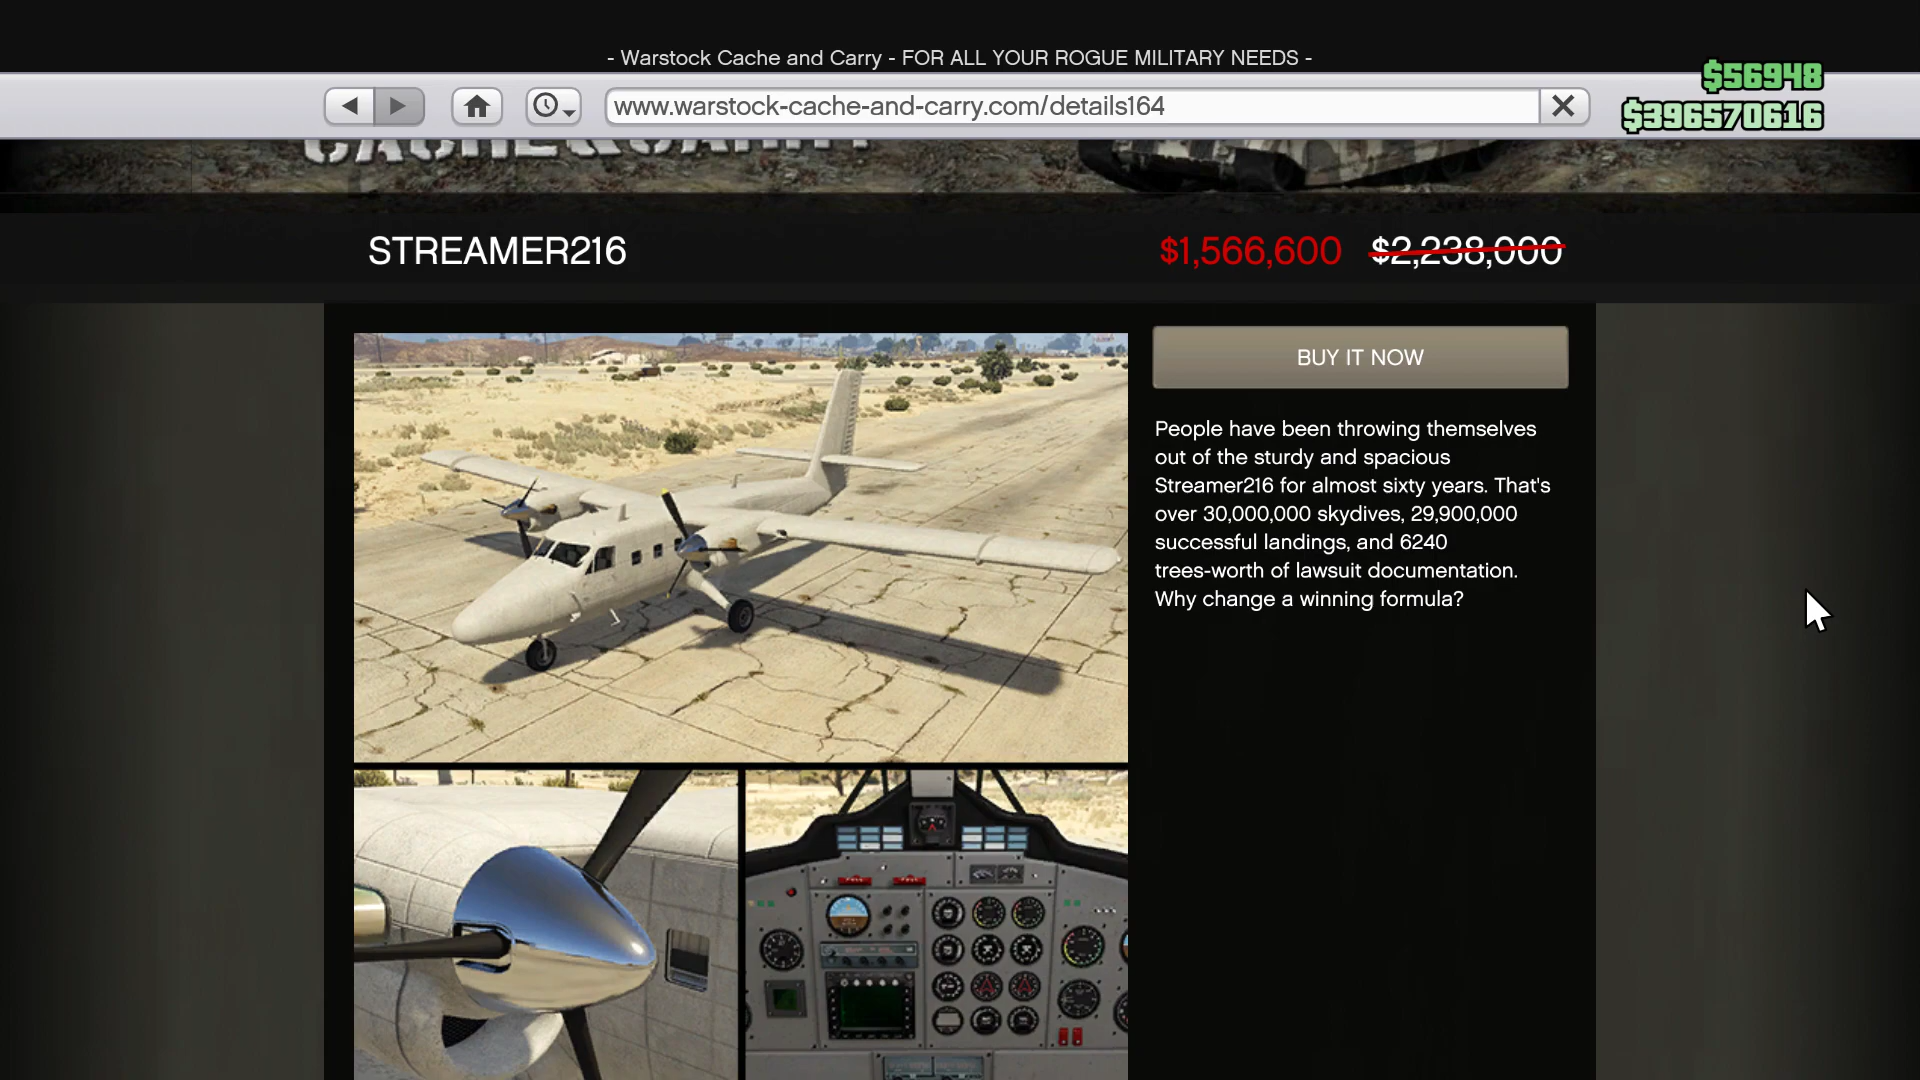 - Warstock Cache and Carry - FOR ALL YOUR ROGUE MILITARY NEEDS -
$56948
www.warstock-cache-and-carry.com/details164
$396570616
CACHE & CARRY
STREAMER216
$1,566,600 $2,238,000
BUY IT NOW
People have been throwing themselves
out of the sturdy and spacious
Streamer216 for almost sixty years. That's
over 30,000,000 skydives, 29,900,000
successful landings, and 6240
trees-worth of lawsuit documentation.
Why change a winning formula?